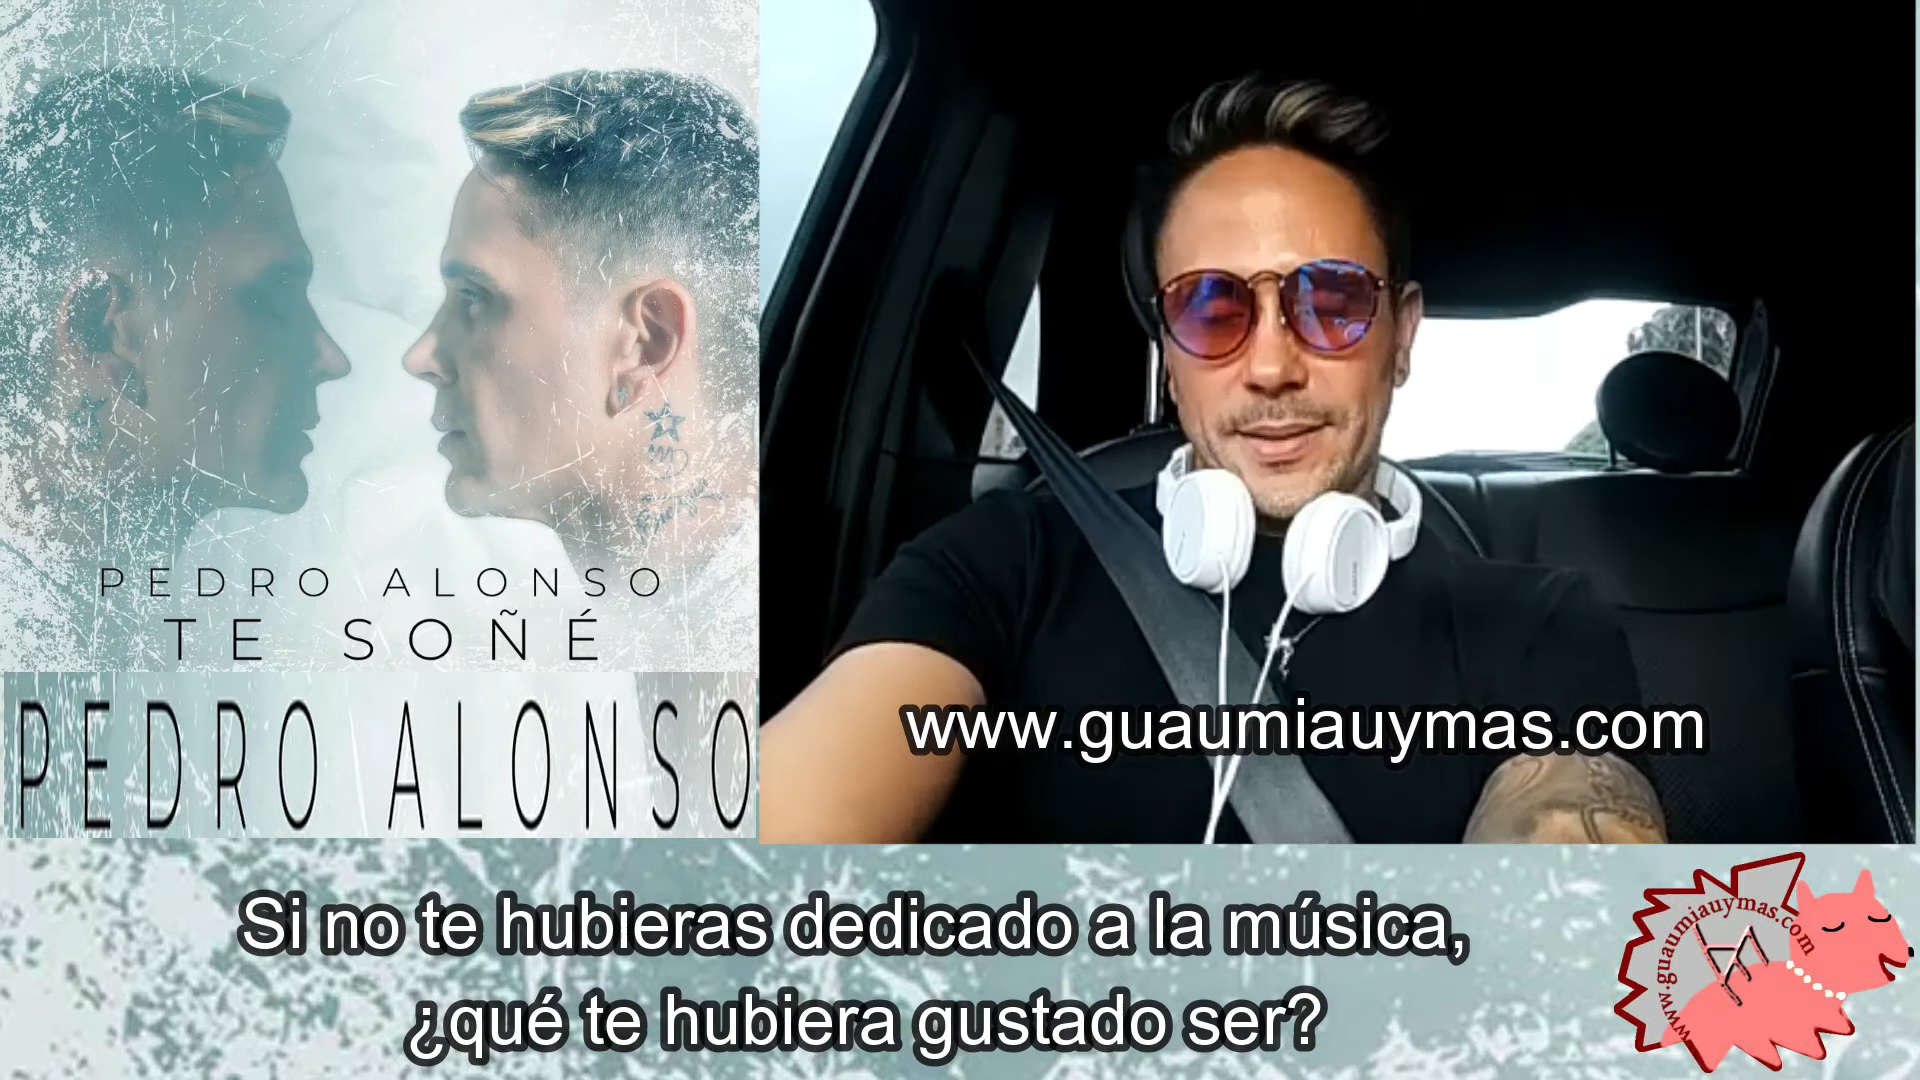 PEDRO ALONSO
TE SOÑÉ
PEDRO ALONSO
www.guaumiauymas.com
Si no te hubieras dedicado a la música,
¿qué te hubiera gustado ser?
www.guaumiauymas.com